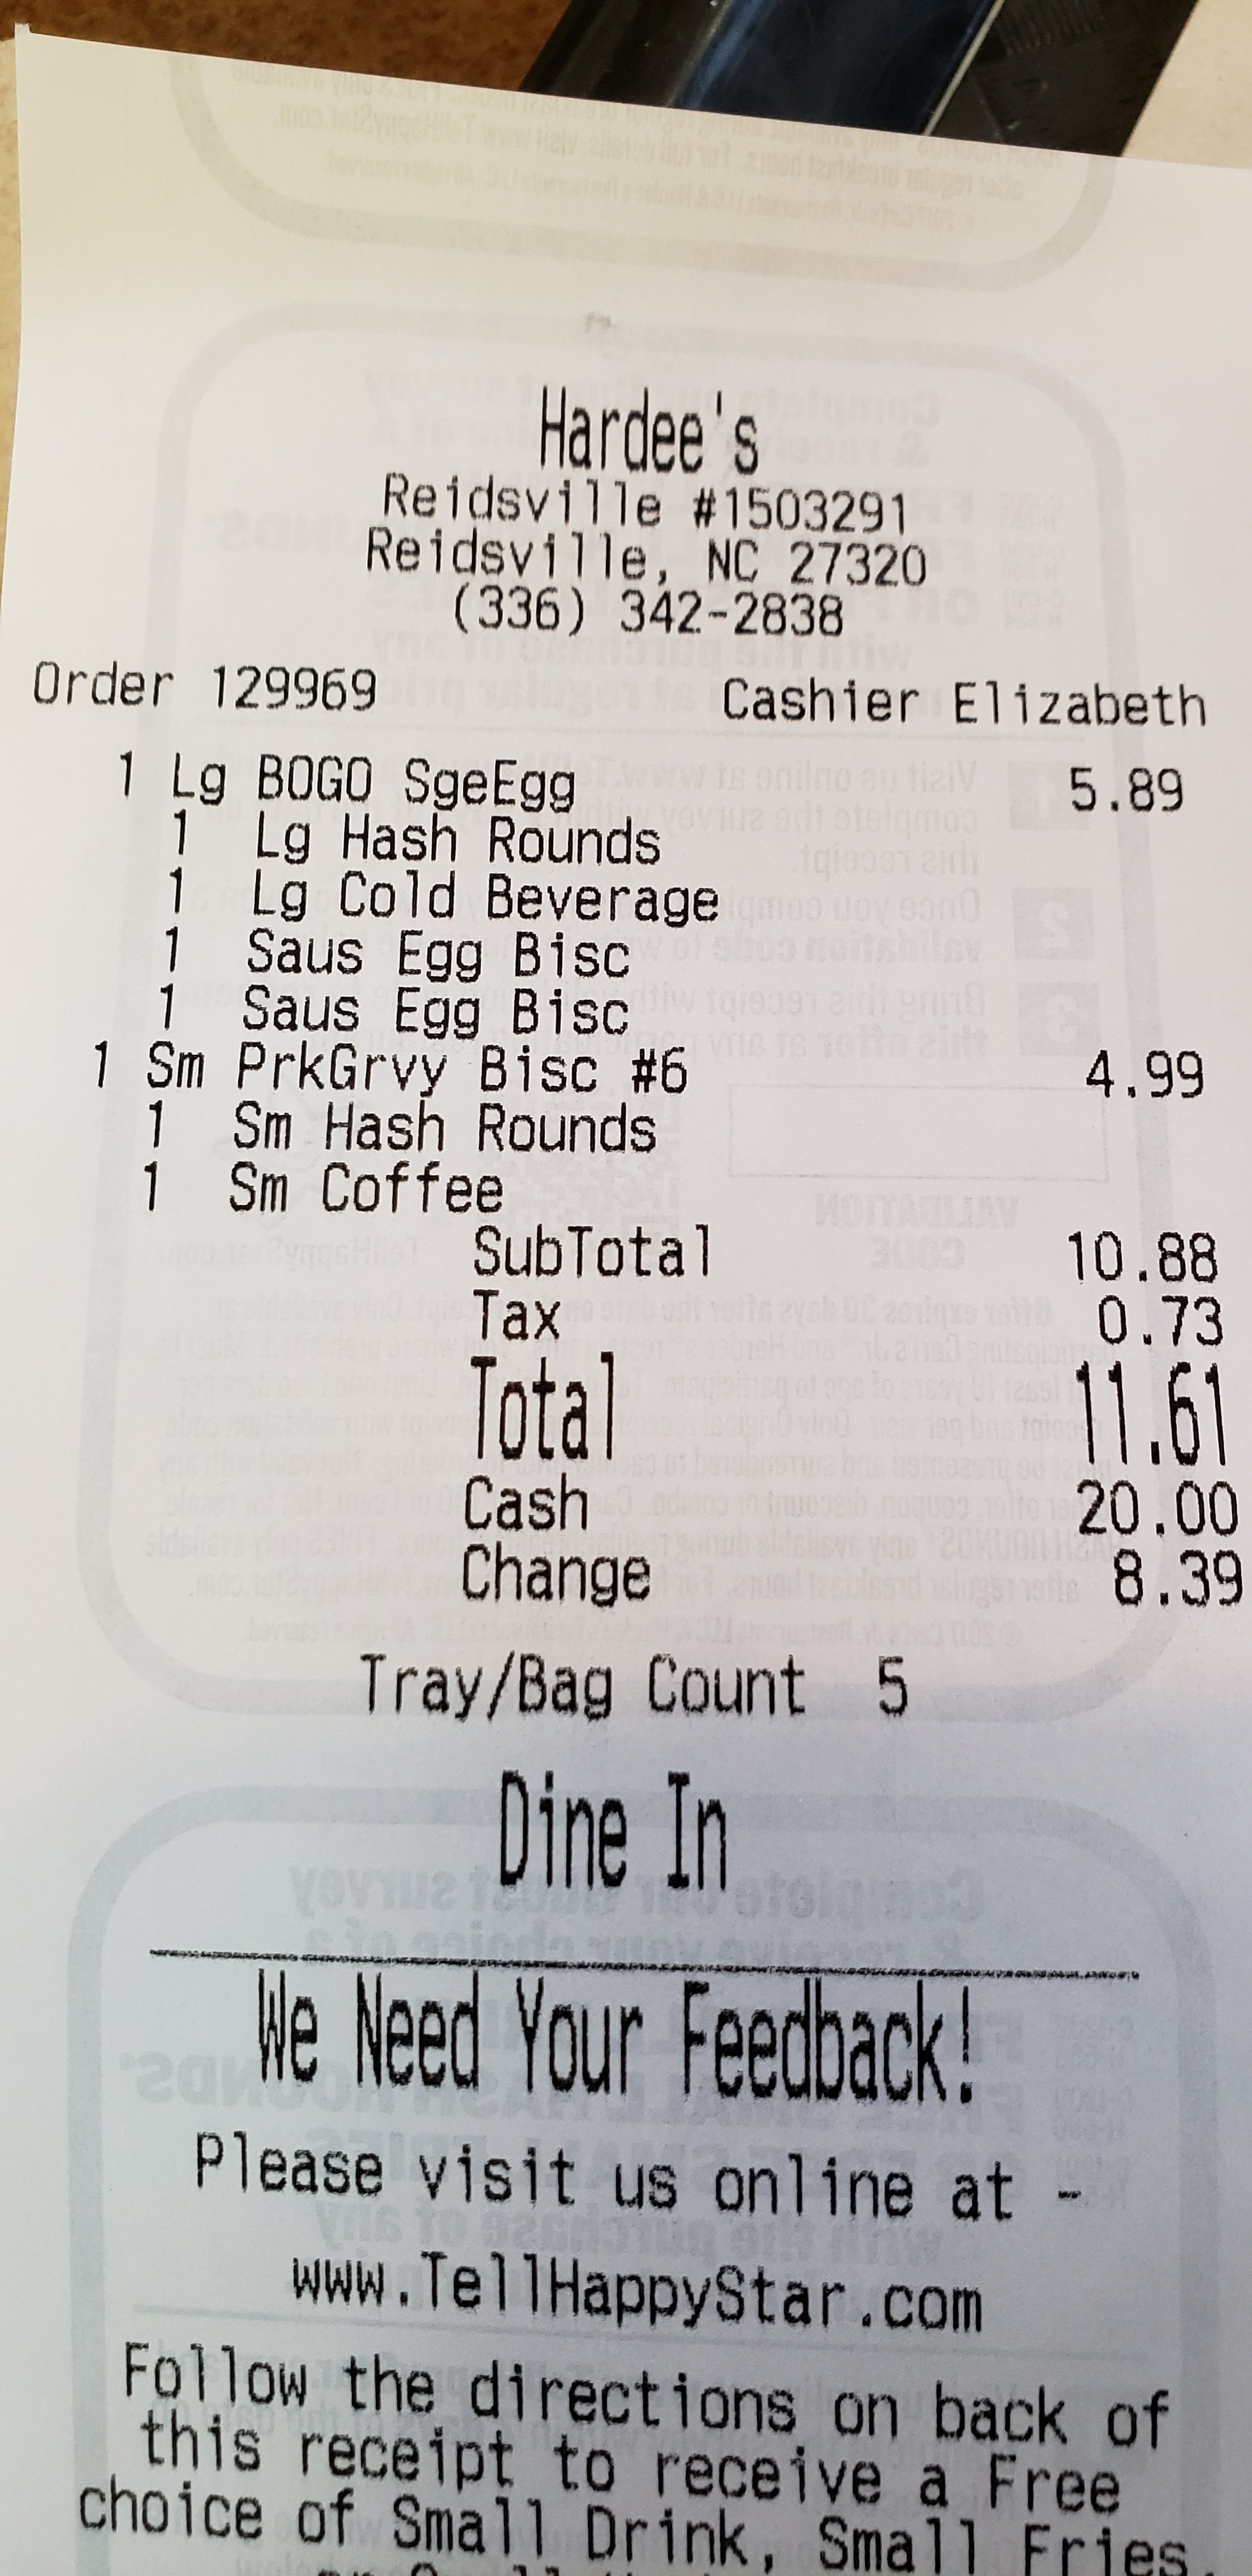 Hardee's
Reidsville #1503291
Reidsville, NC 27320
(336) 342-2838
Order 129969 Cashier Elizabeth
1 Lg BOGO SgeEgg 5.89
1 Lg Hash Rounds
1 Lg Cold Beverage
1 Saus Egg Bisc
1 Saus Egg Bisc
1 Sm PrkGrvy Bisc #6 4.99
1 Sm Hash Rounds
1 Sm Coffee
SubTotal 10.88
Tax 0.73
Total 11.61
Cash 20.00
Change 8.39
Tray/Bag Count 5
Dine In
We Need Your Feedback!
Please visit us online at -
www.TellHappyStar.com
Follow the directions on back of
this receipt to receive a Free
choice of Small Drink, Small Fries,